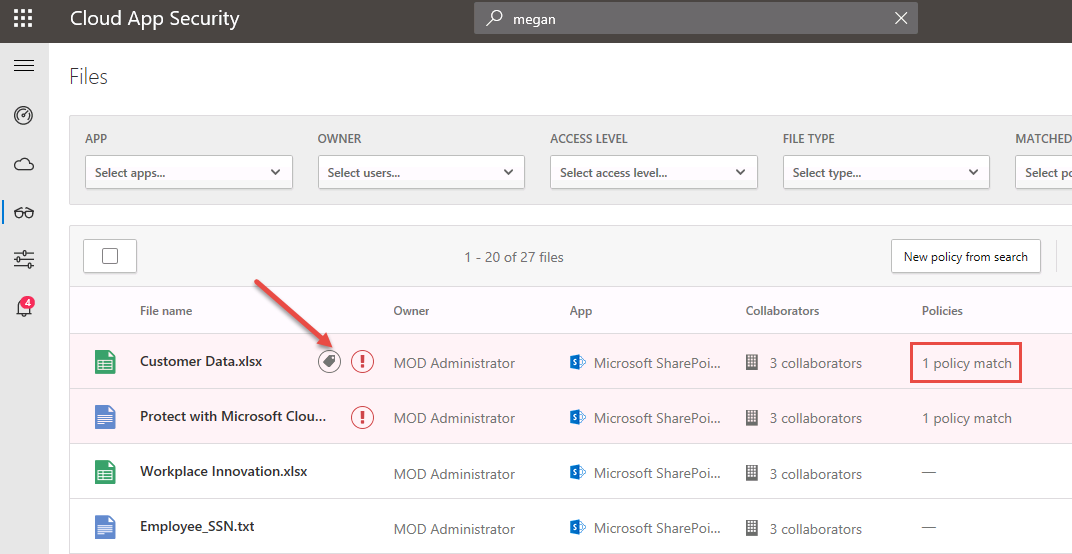 Cloud App Security
megan
Files
APP OWNER ACCESS LEVEL FILE TYPE MATCHED
Select apps... Select users... Select access level... Select type... Select po
4
1 - 20 of 27 files New policy from search
File name Owner App Collaborators Policies
Customer Data.xlsx MOD Administrator Microsoft SharePoi... 3 collaborators 1 policy match
Protect with Microsoft Clou... MOD Administrator Microsoft SharePoi... 3 collaborators 1 policy match
Workplace Innovation.xlsx MOD Administrator Microsoft SharePoi... 3 collaborators —
Employee_SSN.txt MOD Administrator Microsoft SharePoi... 3 collaborators —